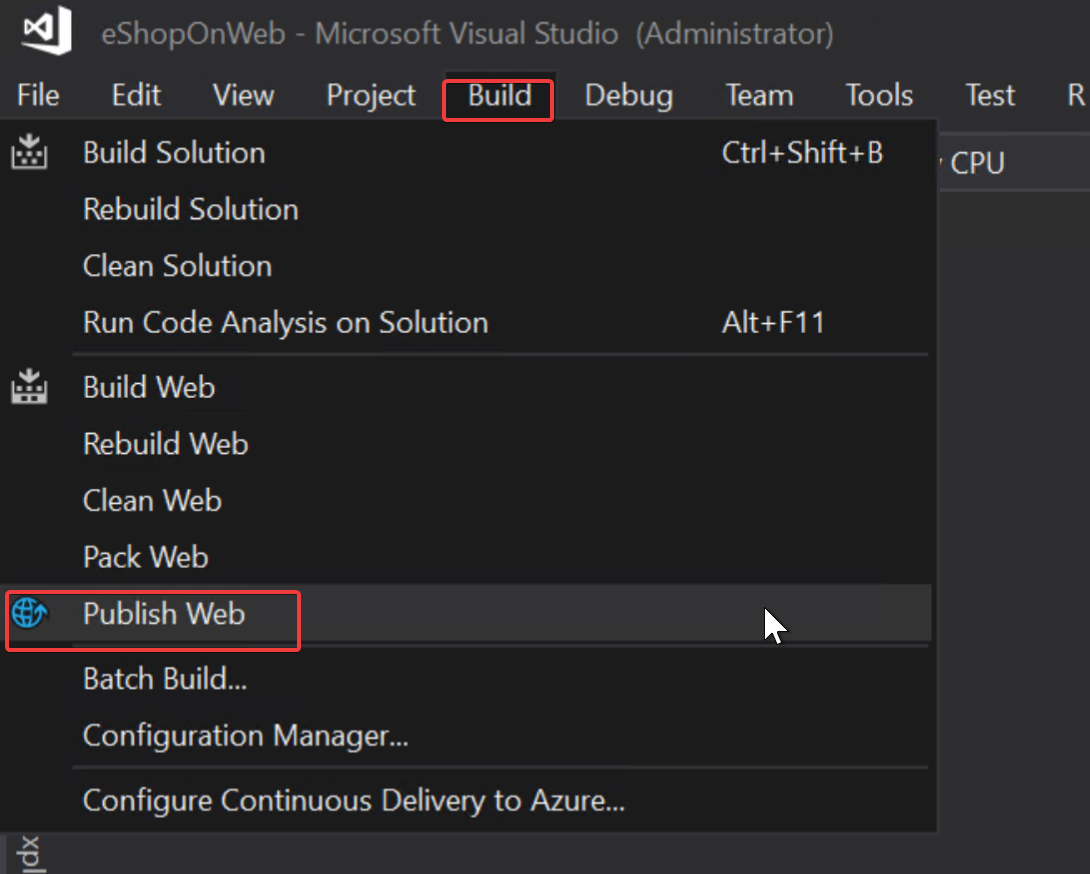 eShopOnWeb - Microsoft Visual Studio (Administrator)
File Edit View Project Build Debug Team Tools Test R
Build Solution Ctrl+Shift+B
CPU
Rebuild Solution
Clean Solution
Run Code Analysis on Solution Alt+F11
Build Web
Rebuild Web
Clean Web
Pack Web
Publish Web
Batch Build...
Configuration Manager...
Configure Continuous Delivery to Azure...